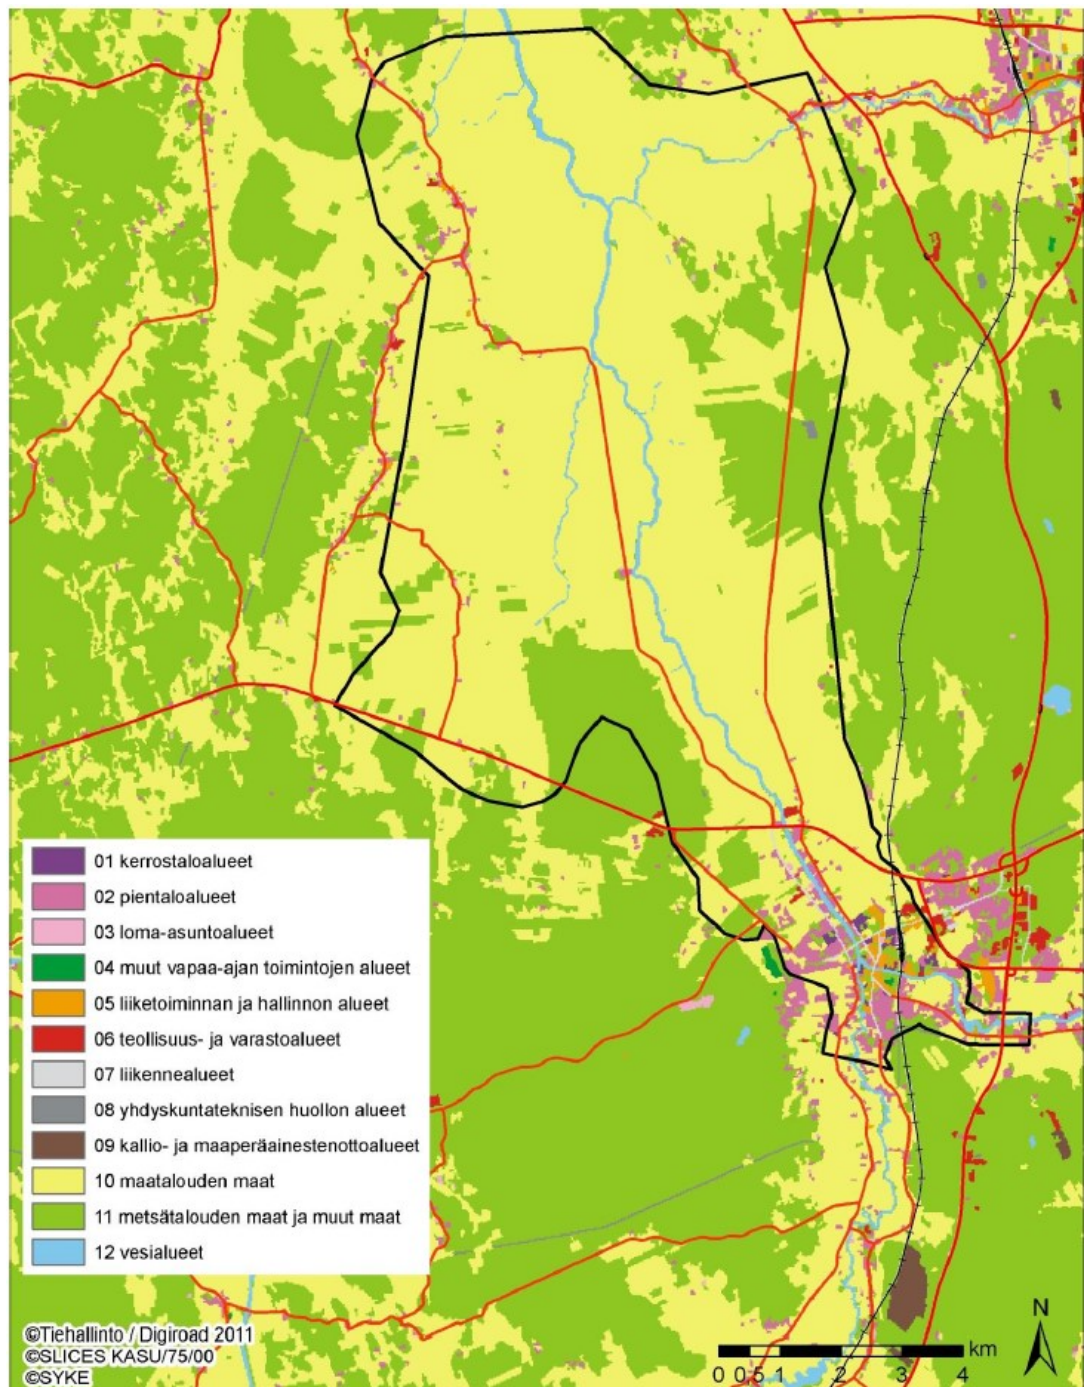 01 kerrostaloalueet
02 pientaloalueet
03 loma-asuntoalueet
04 muut vapaa-ajan toimintojen alueet
05 liiketoiminnan ja hallinnon alueet
06 teollisuus- ja varastoalueet
07 liikennealueet
08 yhdyskuntateknisen huollon alueet
09 kallio- ja maaperäainestenottoalueet
10 maatalouden maat
11 metsätalouden maat ja muut maat
12 vesialueet
©Tiehallinto / Digiroad 2011
©SLICES KASU/75/00
©SYKE
N
km
0 0,5 1 2 3 4